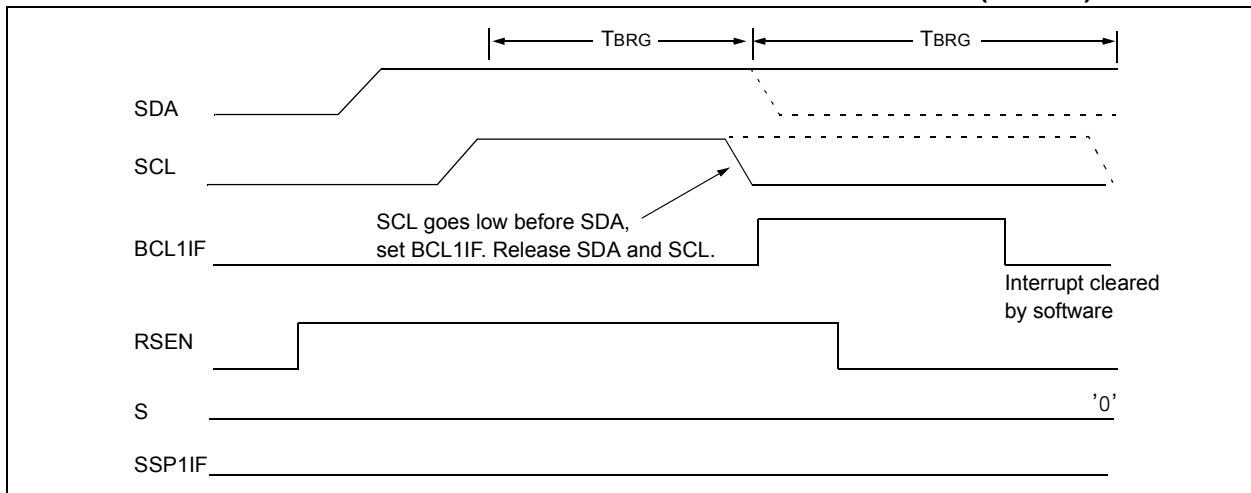 TBRG
TBRG
SDA
SCL
SCL goes low before SDA,
set BCL1IF. Release SDA and SCL.
BCL1IF
Interrupt cleared
by software
RSEN
S
'0'
SSP1IF